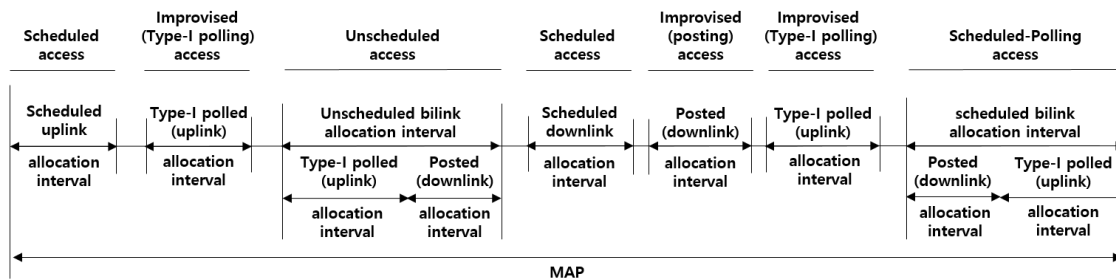 Scheduled
access
Improvised
(Type-I polling)
access
Unscheduled
access
Scheduled
access
Improvised
(posting)
access
Improvised
(Type-I polling)
access
Scheduled-Polling
access
Scheduled
uplink
allocation
interval
Type-I polled
(uplink)
allocation
interval
Unscheduled bilink
allocation interval
Type-I polled
(uplink)
allocation
interval
Posted
(downlink)
allocation
interval
Scheduled
downlink
allocation
interval
Posted
(downlink)
allocation
interval
Type-I polled
(uplink)
allocation
interval
scheduled bilink
allocation interval
Posted
(downlink)
allocation
interval
Type-I polled
(uplink)
allocation
interval
MAP